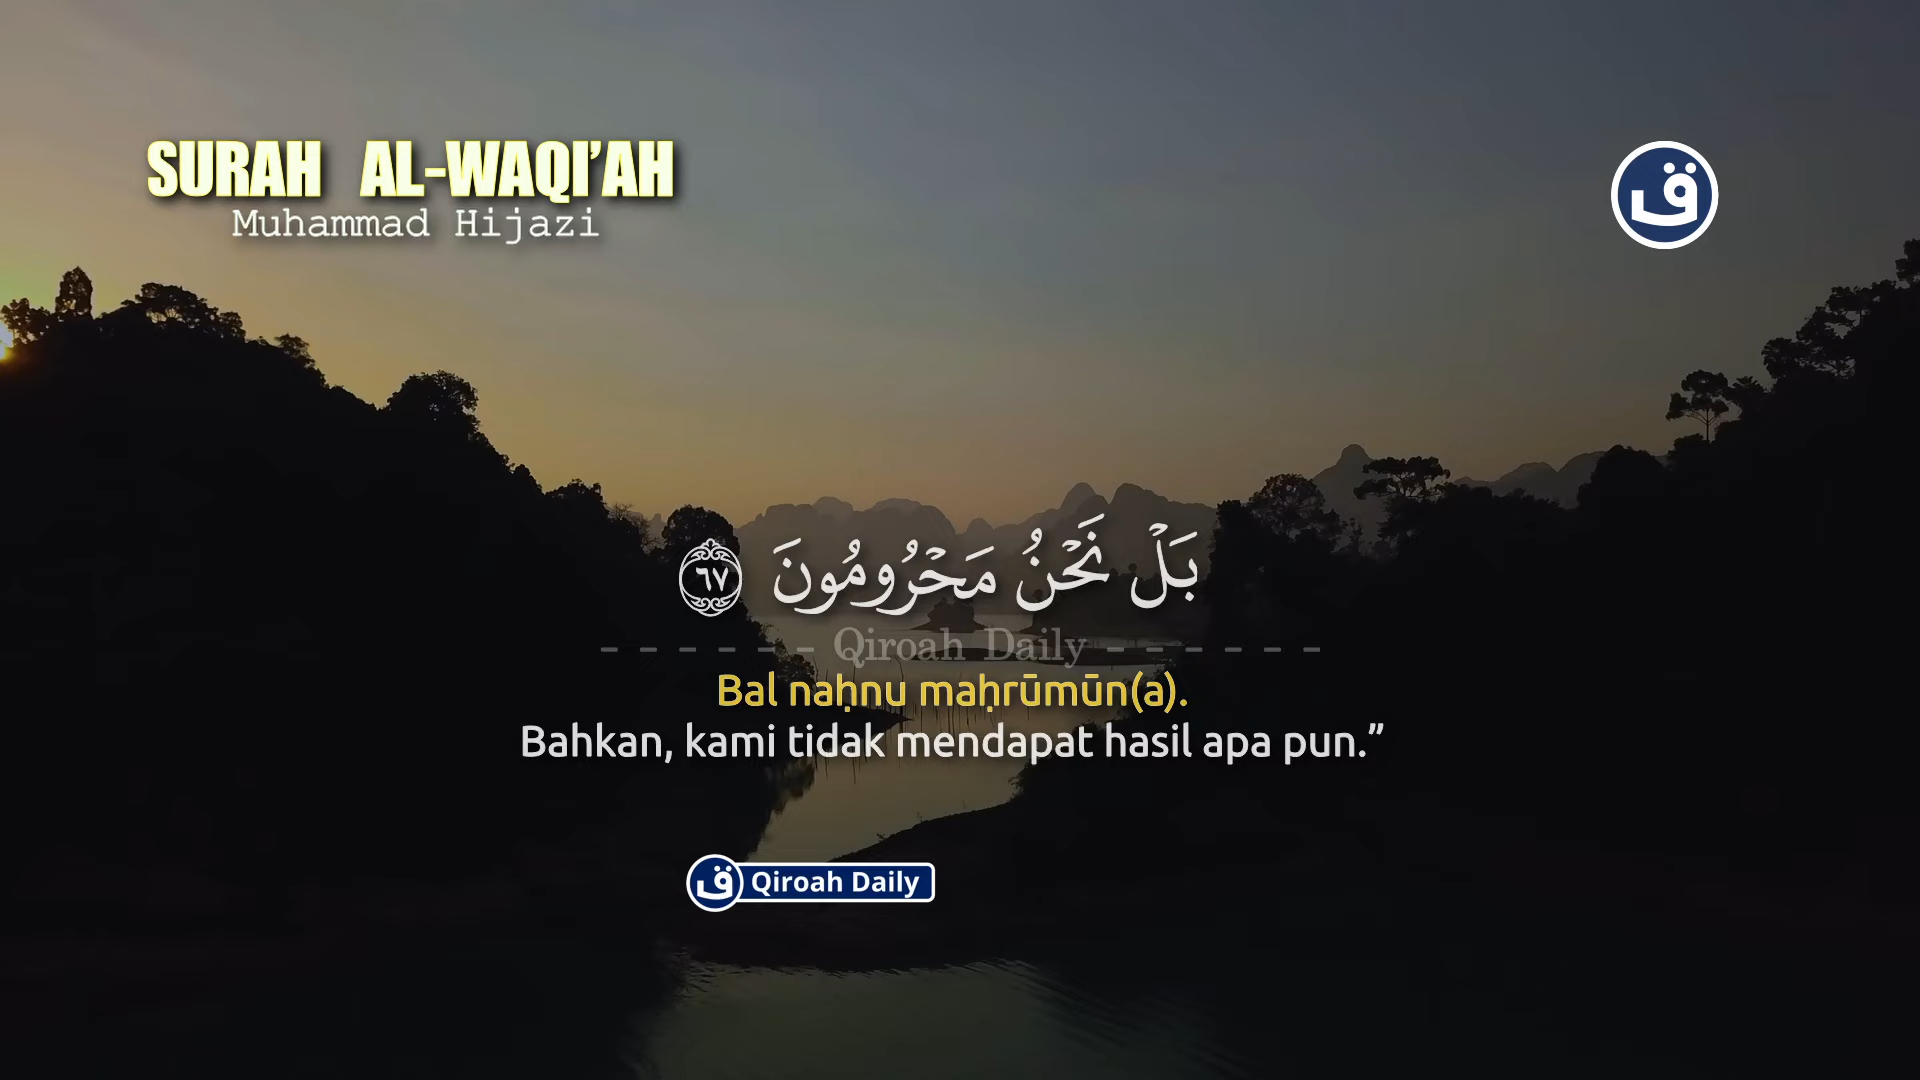 SURAH AL-WAQI’AH
Muhammad Hijazi
ق
بَلْ نَحْنُ مَحْرُومُونَ ٦٧
Qiroah Daily
Bal naḥnu maḥrūmūn(a).
Bahkan, kami tidak mendapat hasil apa pun.”
ق Qiroah Daily